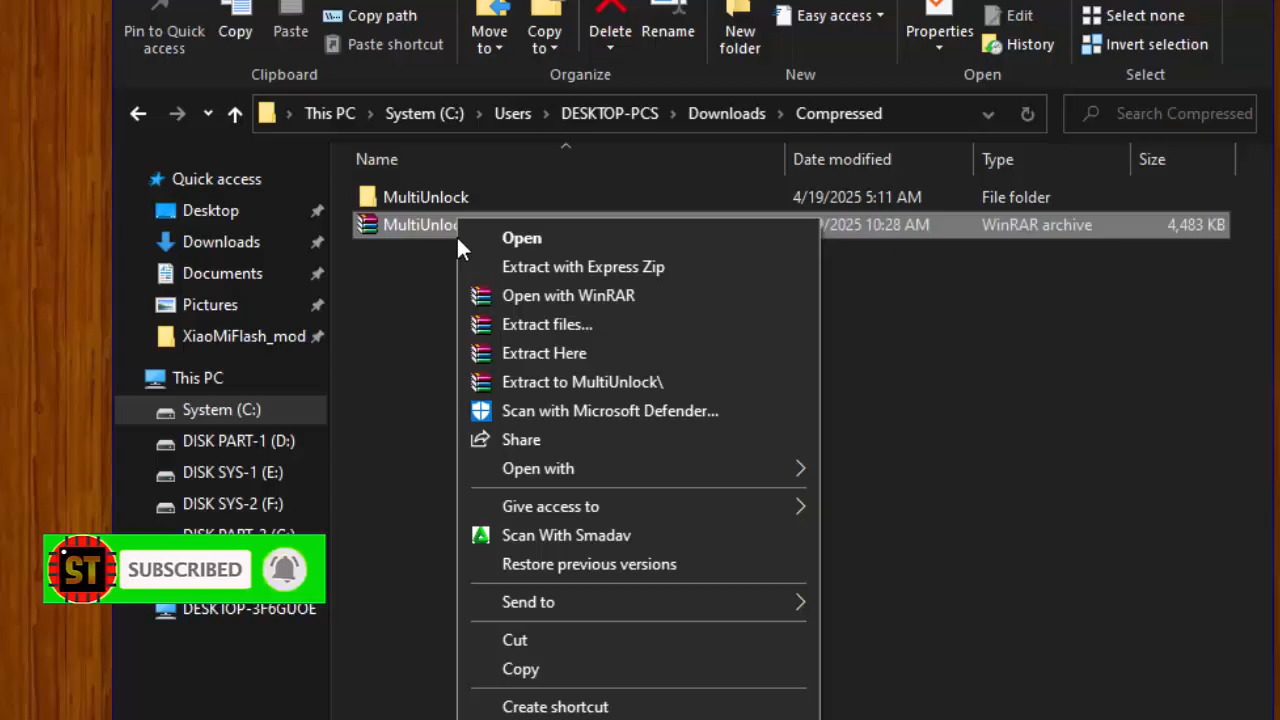 Copy path
Easy access
Edit
Select none
Pin to Quick access
Copy
Paste
Paste shortcut
Move to
Copy to
Delete
Rename
New folder
Properties
History
Invert selection
Clipboard
Organize
New
Open
Select
This PC
System (C:)
Users
DESKTOP-PCS
Downloads
Compressed
Search Compressed
Name
Date modified
Type
Size
Quick access
Desktop
Downloads
Documents
Pictures
XiaoMiFlash_mod
This PC
System (C:)
DISK PART-1 (D:)
DISK SYS-1 (E:)
DISK SYS-2 (F:)
DESKTOP-3F6GUOE
MultiUnlock 4/19/2025 5:11 AM File folder
MultiUnloc 9/2025 10:28 AM WinRAR archive 4,483 KB
Open
Extract with Express Zip
Open with WinRAR
Extract files...
Extract Here
Extract to MultiUnlock\
Scan with Microsoft Defender...
Share
Open with
Give access to
Scan With Smadav
Restore previous versions
Send to
Cut
Copy
Create shortcut
ST SUBSCRIBED